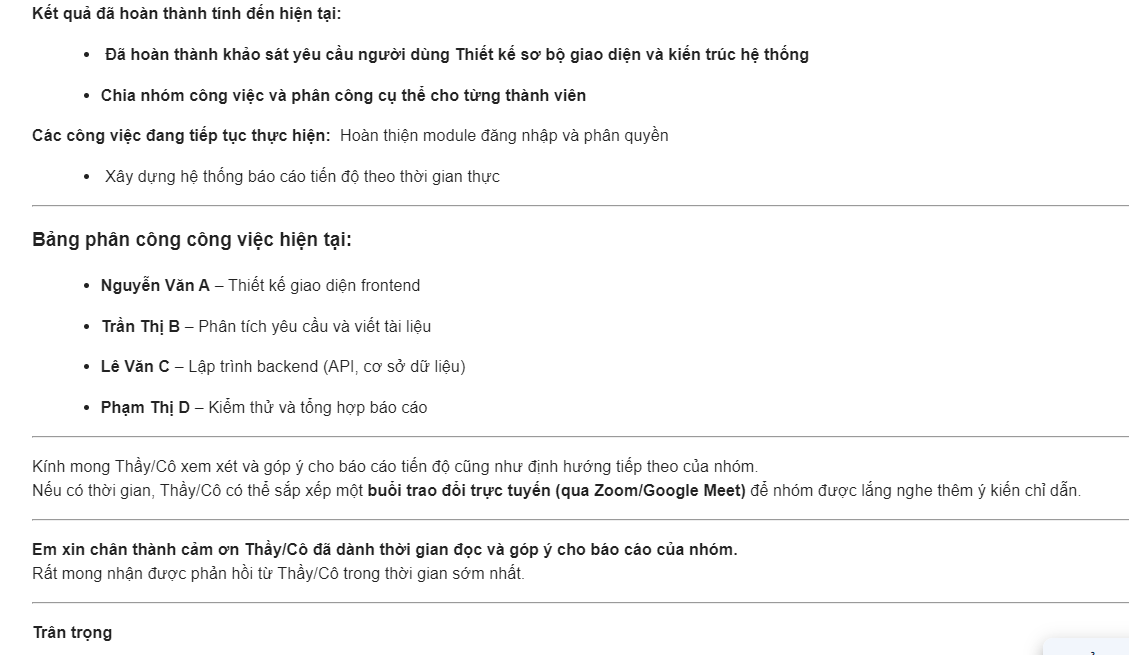 Kết quả đã hoàn thành tính đến hiện tại:
• Đã hoàn thành khảo sát yêu cầu người dùng Thiết kế sơ bộ giao diện và kiến trúc hệ thống
• Chia nhóm công việc và phân công cụ thể cho từng thành viên
Các công việc đang tiếp tục thực hiện: Hoàn thiện module đăng nhập và phân quyền
• Xây dựng hệ thống báo cáo tiến độ theo thời gian thực
Bảng phân công công việc hiện tại:
• Nguyễn Văn A – Thiết kế giao diện frontend
• Trần Thị B – Phân tích yêu cầu và viết tài liệu
• Lê Văn C – Lập trình backend (API, cơ sở dữ liệu)
• Phạm Thị D – Kiểm thử và tổng hợp báo cáo
Kính mong Thầy/Cô xem xét và góp ý cho báo cáo tiến độ cũng như định hướng tiếp theo của nhóm.
Nếu có thời gian, Thầy/Cô có thể sắp xếp một buổi trao đổi trực tuyến (qua Zoom/Google Meet) để nhóm được lắng nghe thêm ý kiến chỉ dẫn.
Em xin chân thành cảm ơn Thầy/Cô đã dành thời gian đọc và góp ý cho báo cáo của nhóm.
Rất mong nhận được phản hồi từ Thầy/Cô trong thời gian sớm nhất.
Trân trọng